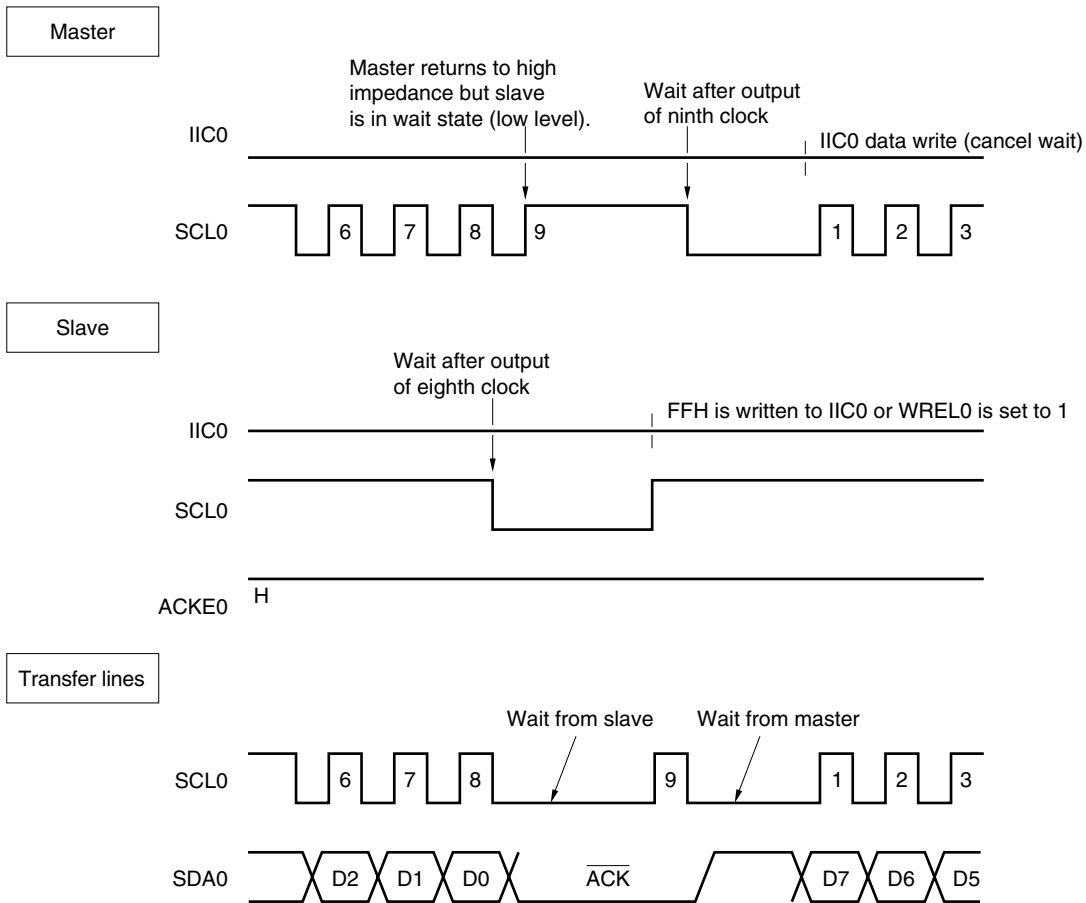 Master
Master returns to high
impedance but slave
is in wait state (low level).
Wait after output
of ninth clock
IIC0
IIC0 data write (cancel wait)
SCL0
6 7 8 9 1 2 3
Slave
Wait after output
of eighth clock
IIC0
FFH is written to IIC0 or WREL0 is set to 1
SCL0
ACKE0
H
Transfer lines
Wait from slave
Wait from master
SCL0
6 7 8 9 1 2 3
SDA0
D2 D1 D0 ACK D7 D6 D5